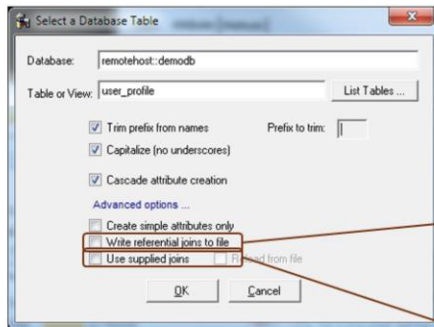 Select a Database Table
Database: remotehost::demodb
Table or View: user_profile List Tables ...
Trim prefix from names Prefix to trim:
Capitalize (no underscores)
Cascade attribute creation
Advanced options ...
Create simple attributes only
Write referential joins to file
Use supplied joins Reload from file
OK Cancel